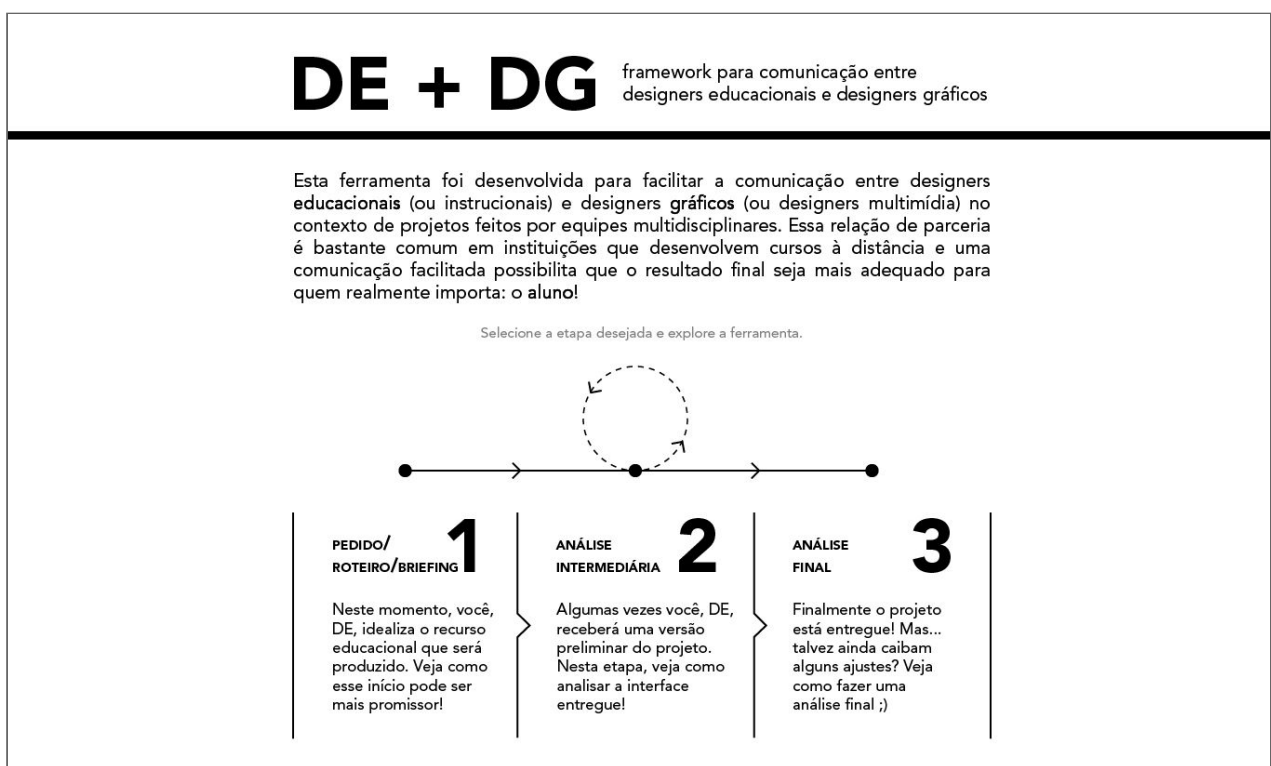 DE + DG
framework para comunicação entre
designers educacionais e designers gráficos
Esta ferramenta foi desenvolvida para facilitar a comunicação entre designers
educacionais (ou instrucionais) e designers gráficos (ou designers multimídia) no
contexto de projetos feitos por equipes multidisciplinares. Essa relação de parceria
é bastante comum em instituições que desenvolvem cursos à distância e uma
comunicação facilitada possibilita que o resultado final seja mais adequado para
quem realmente importa: o aluno!
Selecione a etapa desejada e explore a ferramenta.
PEDIDO/
ROTEIRO/BRIEFING
1
Neste momento, você,
DE, idealiza o recurso
educacional que será
produzido. Veja como
esse início pode ser
mais promissor!
ANÁLISE
INTERMEDIÁRIA
2
Algumas vezes você, DE,
receberá uma versão
preliminar do projeto.
Nesta etapa, veja como
analisar a interface
entregue!
ANÁLISE
FINAL
3
Finalmente o projeto
está entregue! Mas...
talvez ainda caibam
alguns ajustes? Veja
como fazer uma
análise final ;)